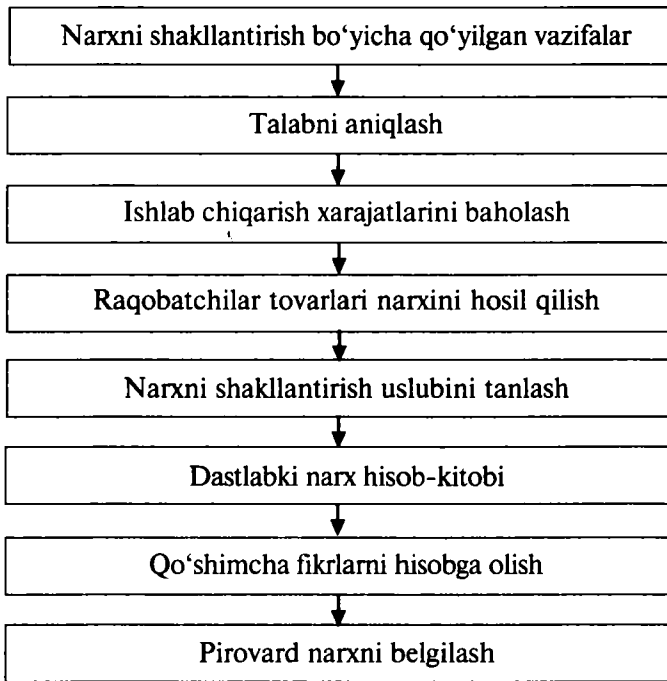 Narxni shakllantirish bo‘yicha qo‘yilgan vazifalar
Talabni aniqlash
Ishlab chiqarish xarajatlarini baholash
Raqobatchilar tovarlari narxini hosil qilish
Narxni shakllantirish uslubini tanlash
Dastlabki narx hisob-kitobi
Qo‘shimcha fikrlarni hisobga olish
Pirovard narxni belgilash